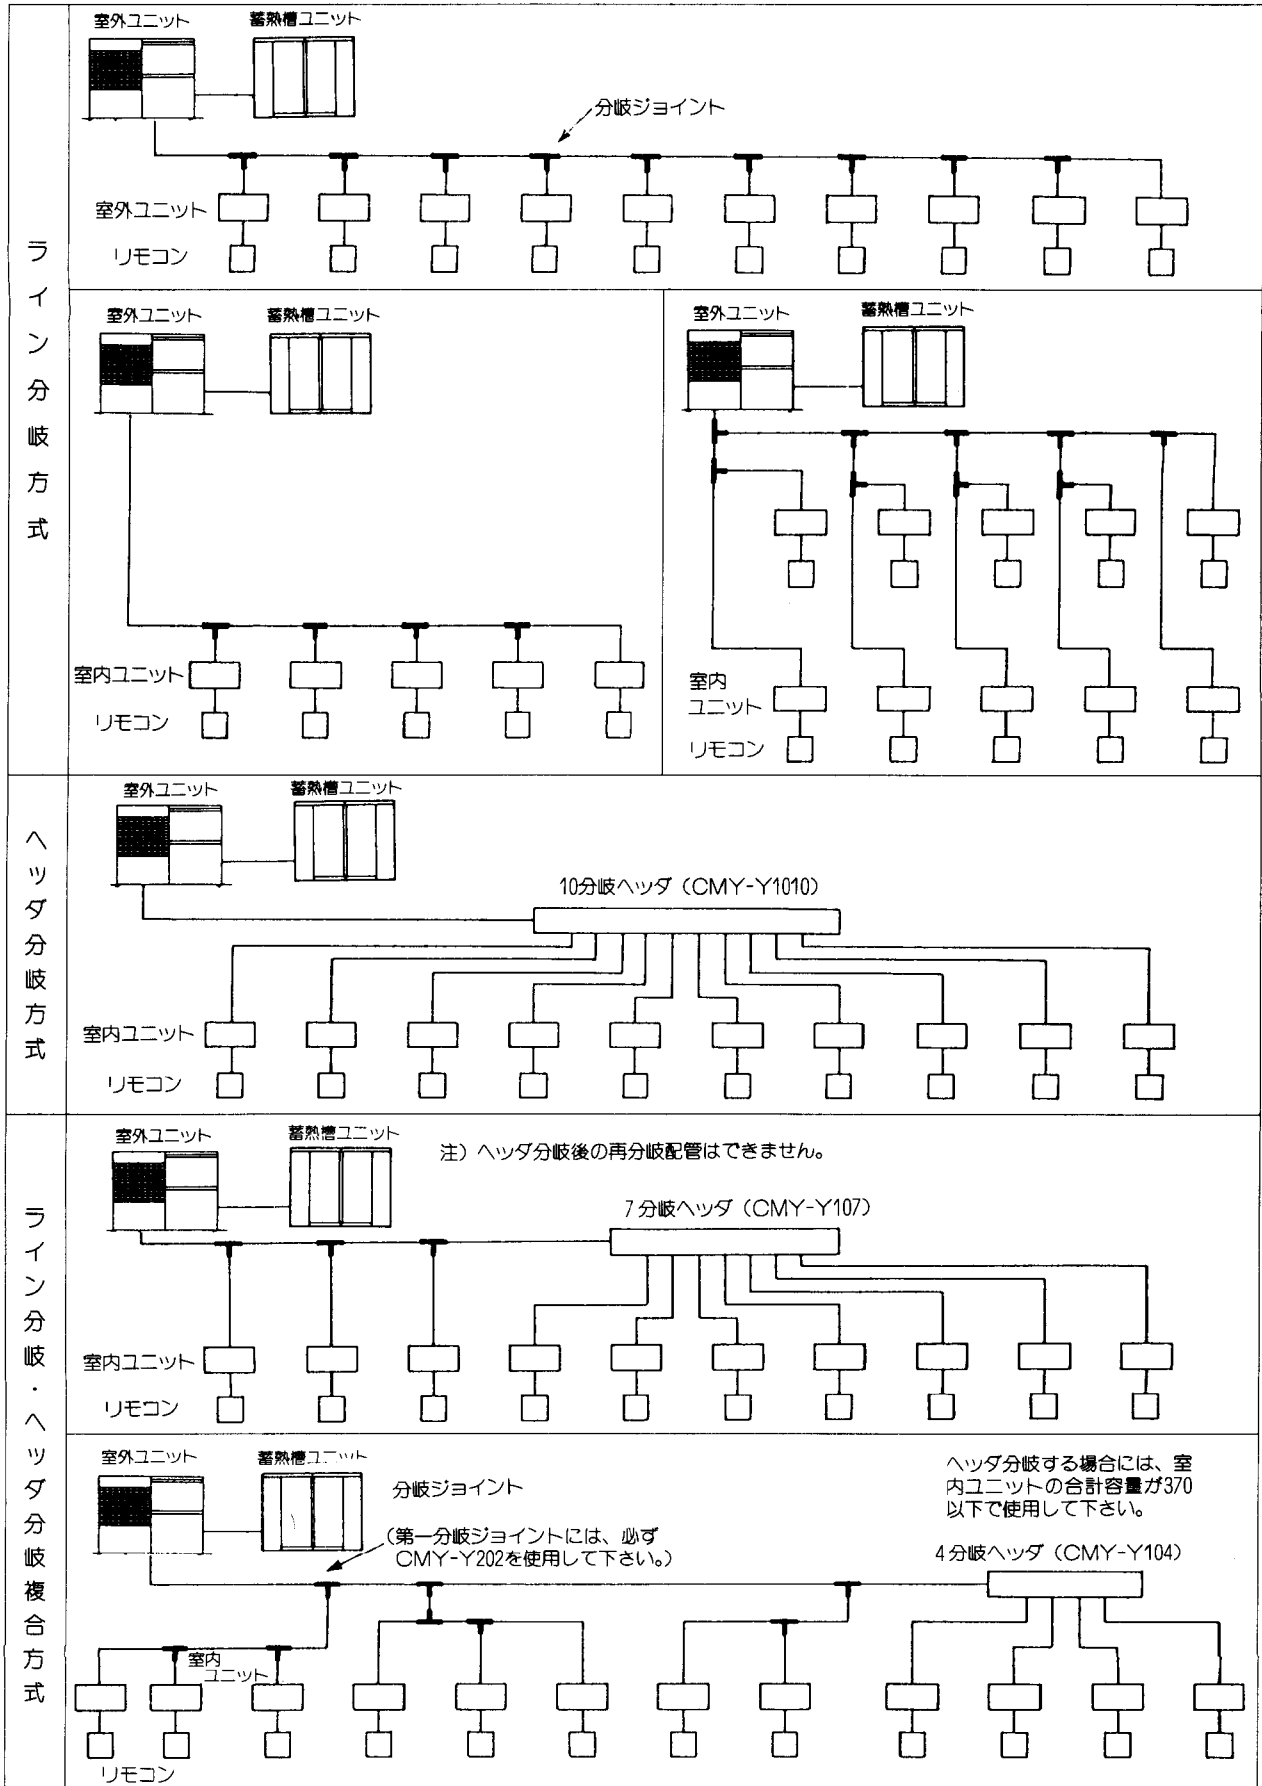 ライン分岐方式
室外ユニット
蓄熱槽ユニット
分岐ジョイント
室外ユニット
リモコン
室外ユニット
蓄熱槽ユニット
室内ユニット
リモコン
室外ユニット
蓄熱槽ユニット
室内
ユニット
リモコン
ヘッダ分岐方式
室外ユニット
蓄熱槽ユニット
10分岐ヘッダ（CMY-Y1010）
室内ユニット
リモコン
ライン分岐・ヘッダ分岐複合方式
室外ユニット
蓄熱槽ユニット
注）ヘッダ分岐後の再分岐配管はできません。
7分岐ヘッダ（CMY-Y107）
室内ユニット
リモコン
室外ユニット
蓄熱槽ユニット
分岐ジョイント
（第一分岐ジョイントには、必ず
CMY-Y202を使用して下さい。）
ヘッダ分岐する場合には、室
内ユニットの合計容量が370
以下で使用して下さい。
4分岐ヘッダ（CMY-Y104）
室内
ユニット
リモコン